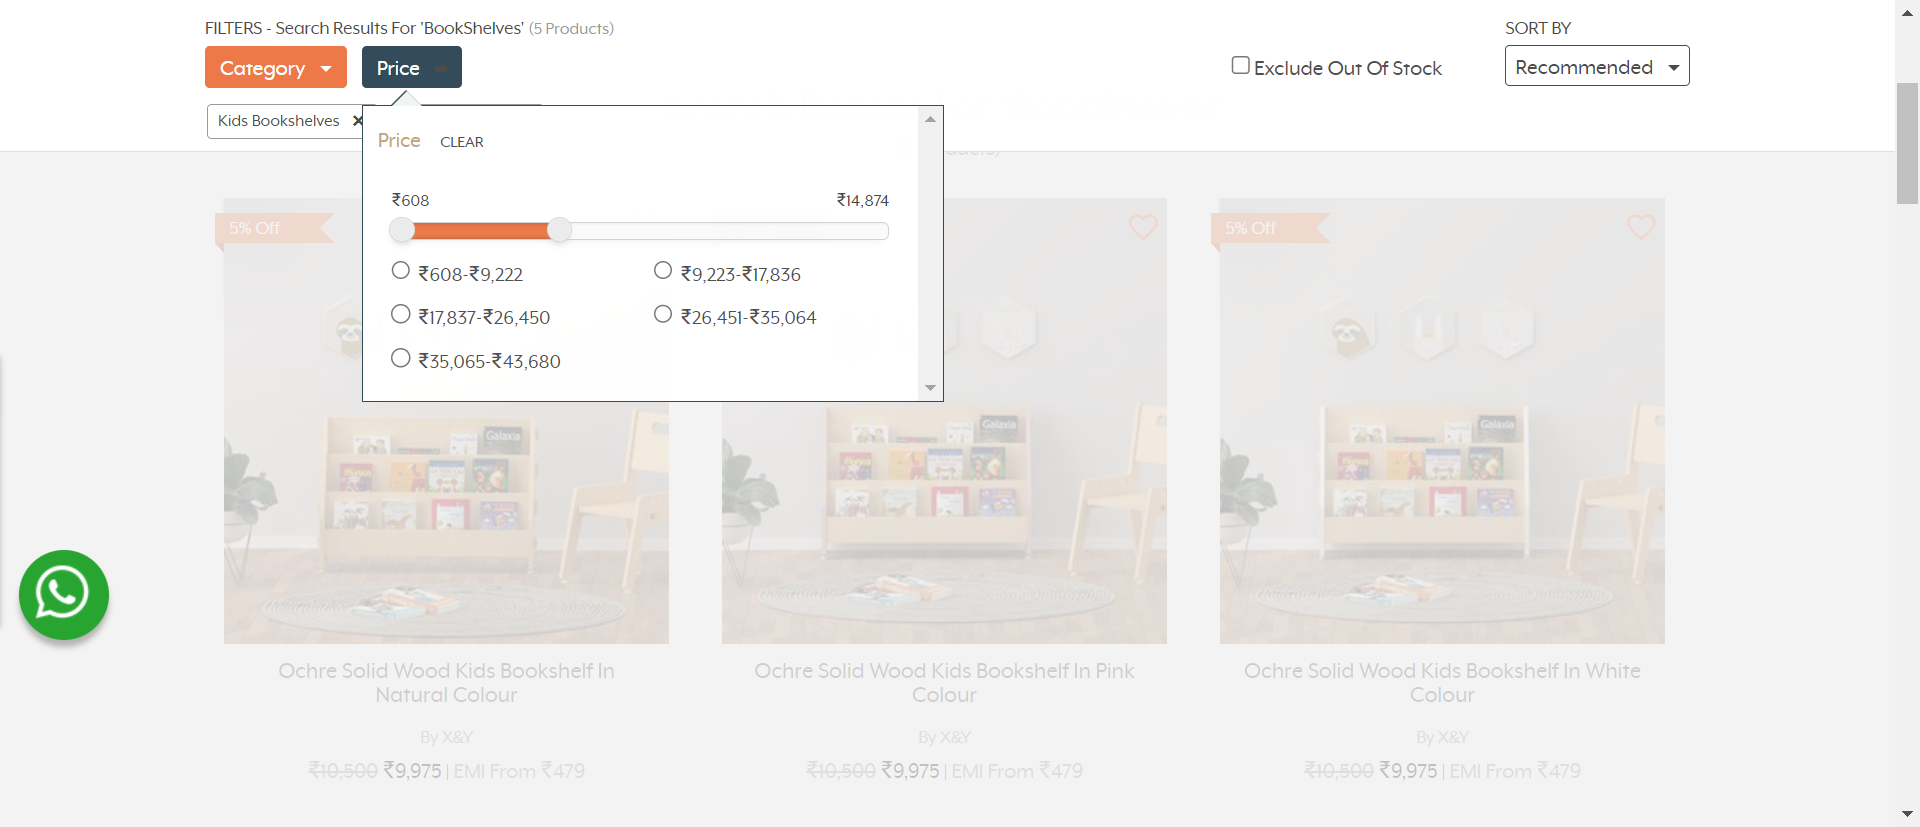 FILTERS - Search Results For 'BookShelves' (5 Products)
SORT BY
Category
Price
Exclude Out Of Stock
Recommended
Kids Bookshelves ×
Price CLEAR
₹608 ₹14,874
₹608-₹9,222 ₹9,223-₹17,836
₹17,837-₹26,450 ₹26,451-₹35,064
₹35,065-₹43,680
5% Off
5% Off
Galaxia
Galaxia
Galaxia
Ochre Solid Wood Kids Bookshelf In
Natural Colour
By X&Y
₹10,500 ₹9,975 | EMI From ₹479
Ochre Solid Wood Kids Bookshelf In Pink
Colour
By X&Y
₹10,500 ₹9,975 | EMI From ₹479
Ochre Solid Wood Kids Bookshelf In White
Colour
By X&Y
₹10,500 ₹9,975 | EMI From ₹479